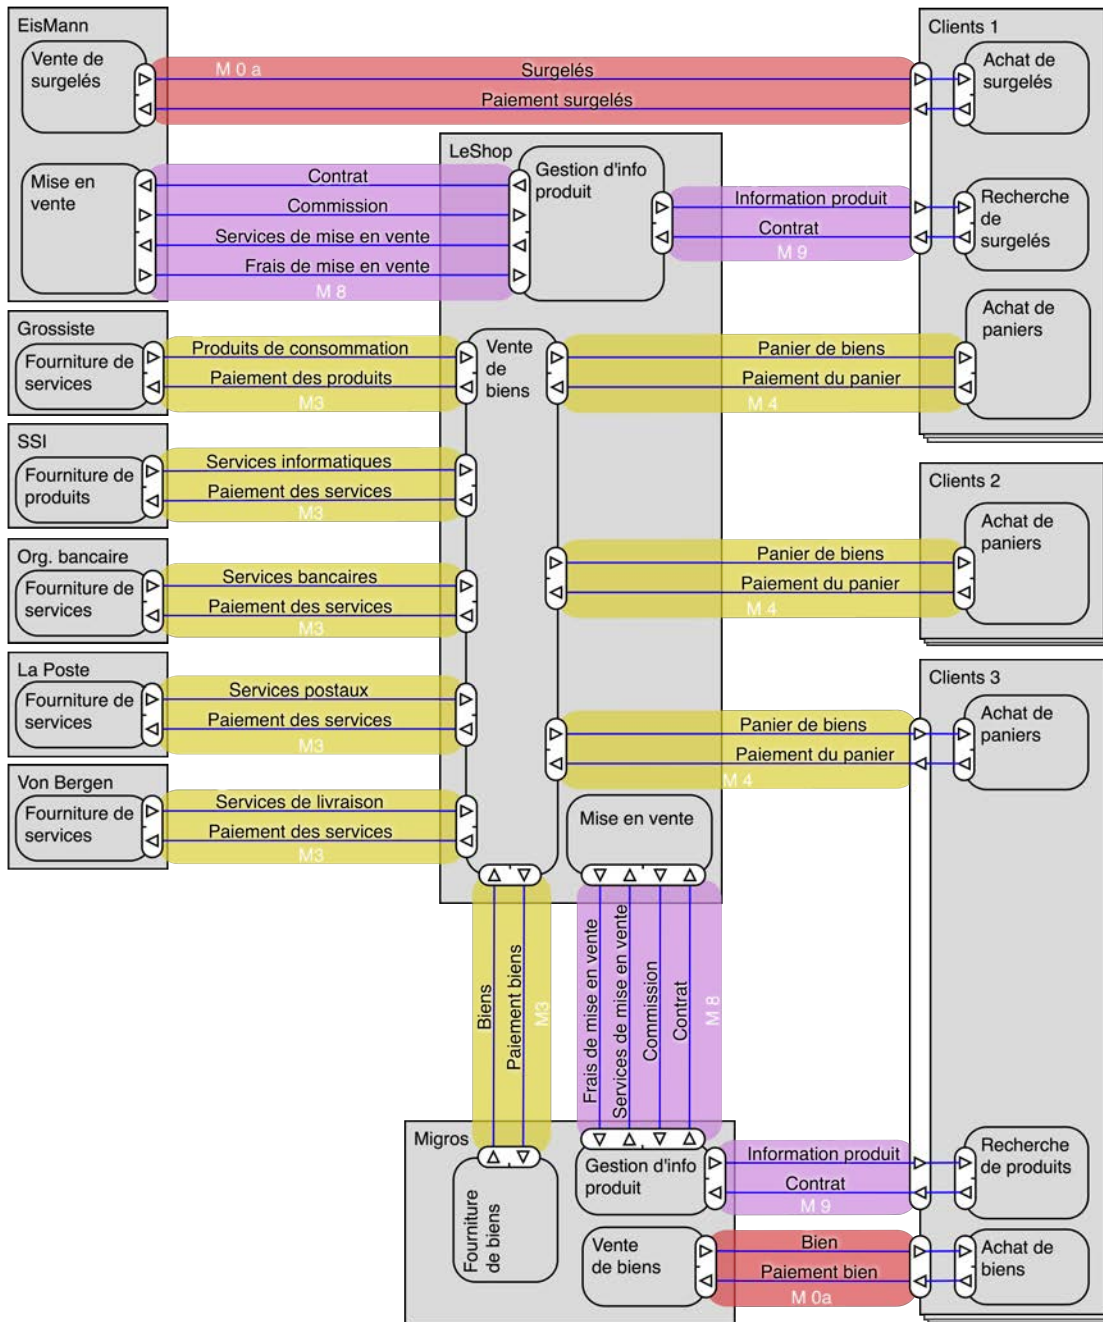 EisMann
Vente de
surgelés
M 0 a
Surgelés
Paiement surgelés
Clients 1
Achat de
surgelés
Mise en
vente
Contrat
Commission
Services de mise en vente
Frais de mise en vente
M 8
LeShop
Gestion d'info
produit
Information produit
Contrat
M 9
Recherche
de
surgelés
Grossiste
Fourniture de
services
Produits de consommation
Paiement des produits
M3
Vente
de
biens
Panier de biens
Paiement du panier
M 4
Achat de
paniers
SSI
Fourniture de
produits
Services informatiques
Paiement des services
M3
Clients 2
Achat de
paniers
Panier de biens
Paiement du panier
M 4
Org. bancaire
Fourniture de
services
Services bancaires
Paiement des services
M3
La Poste
Fourniture de
services
Services postaux
Paiement des services
M3
Clients 3
Achat de
paniers
Panier de biens
Paiement du panier
M 4
Von Bergen
Fourniture de
services
Services de livraison
Paiement des services
M3
Mise en vente
Biens
Paiement biens
M3
Frais de mise en vente
Services de mise en vente
Commission
Contrat
M 8
Migros
Fourniture
de biens
Gestion d'info
produit
Information produit
Contrat
M 9
Recherche
de produits
Vente
de biens
Bien
Paiement bien
M 0a
Achat de
biens